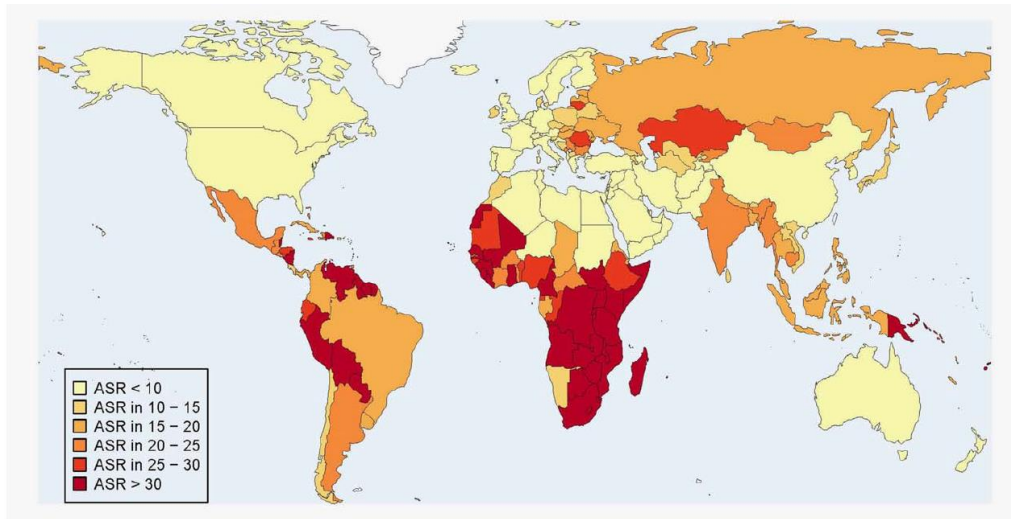 ASR < 10
ASR in 10 – 15
ASR in 15 – 20
ASR in 20 – 25
ASR in 25 – 30
ASR > 30